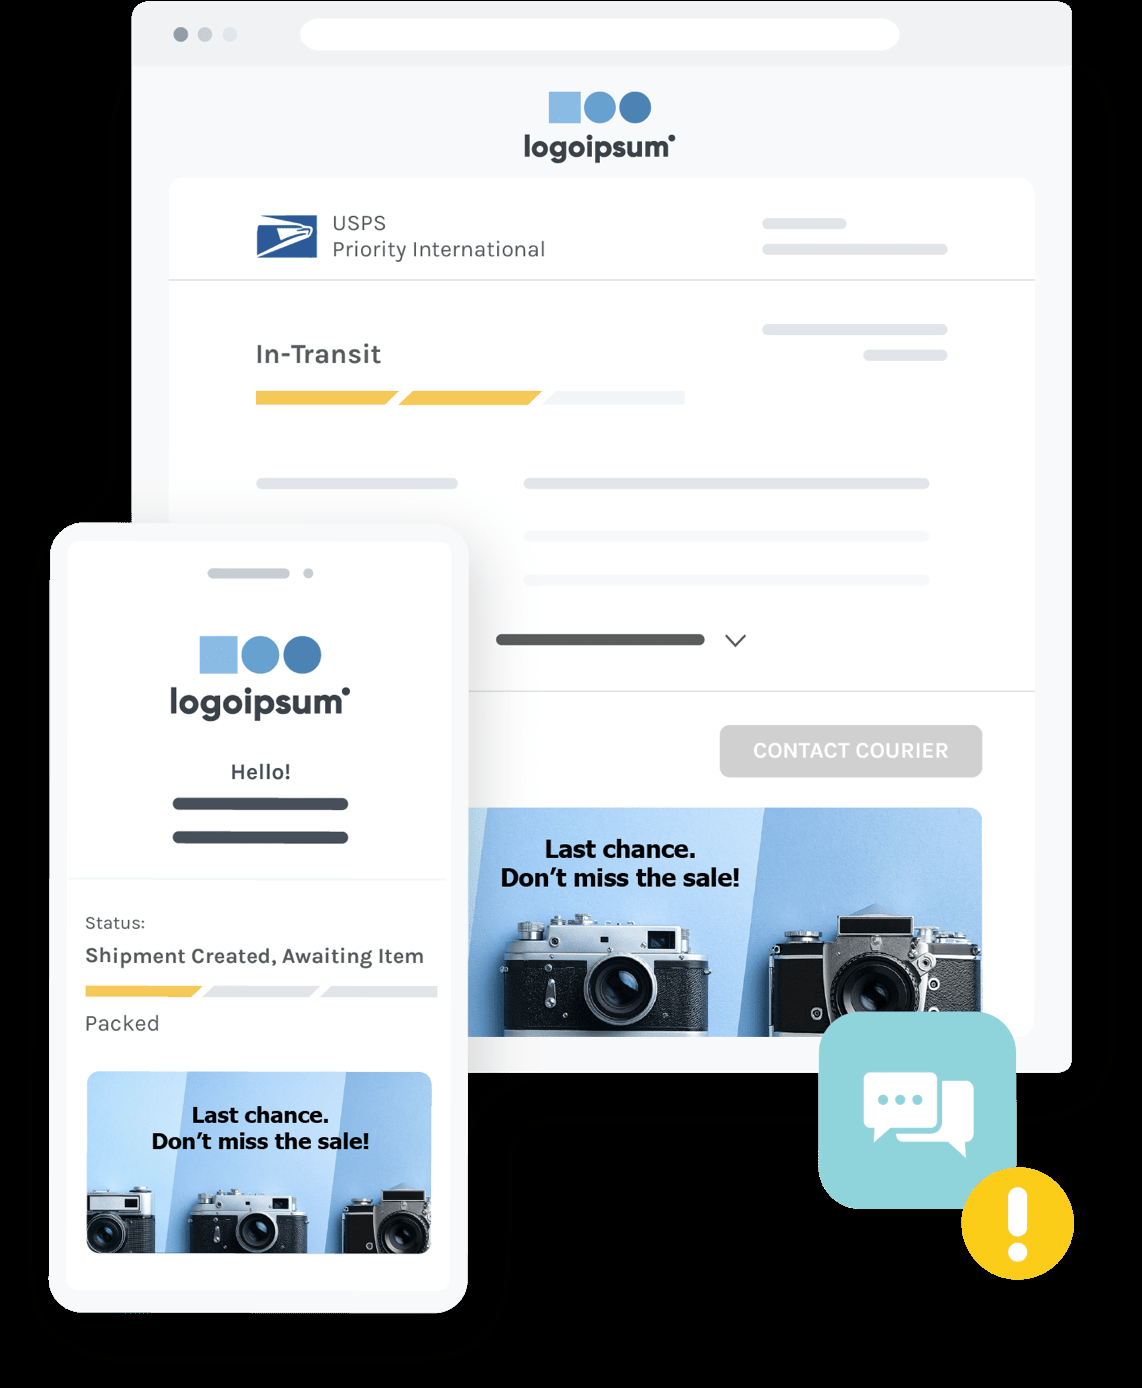 logoipsum
USPS
Priority International
In-Transit
CONTACT COURIER
Last chance.
Don’t miss the sale!
logoipsum
Hello!
Status:
Shipment Created, Awaiting Item
Packed
Last chance.
Don’t miss the sale!